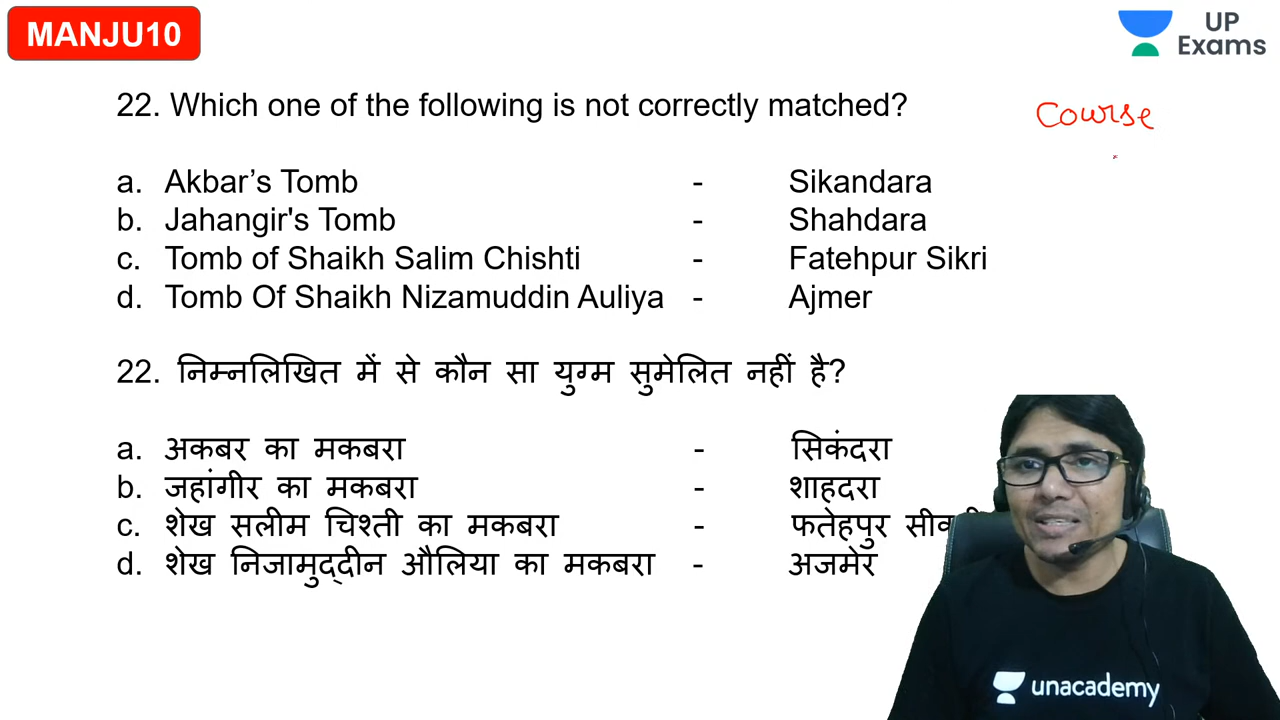 MANJU10
UP
Exams
22. Which one of the following is not correctly matched?
Course
a. Akbar’s Tomb - Sikandara
b. Jahangir's Tomb - Shahdara
c. Tomb of Shaikh Salim Chishti - Fatehpur Sikri
d. Tomb Of Shaikh Nizamuddin Auliya - Ajmer
22. निम्नलिखित में से कौन सा युग्म सुमेलित नहीं है?
a. अकबर का मकबरा - सिकंदरा
b. जहांगीर का मकबरा - शाहदरा
c. शेख सलीम चिश्ती का मकबरा - फतेहपुर
d. शेख निजामुद्दीन औलिया का मकबरा - अजमेर
unacademy